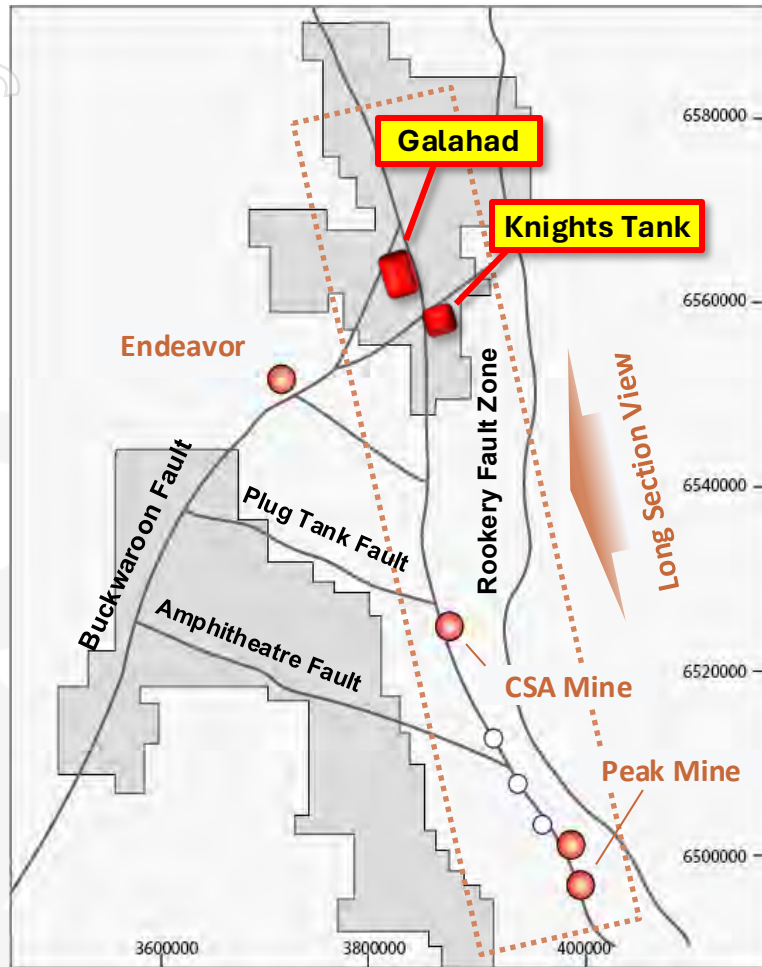 6580000
Galahad
Knights Tank
6560000
Endeavor
Rookery Fault Zone
Long Section View
Buckwaroon Fault
6540000
Plug Tank Fault
Amphitheatre Fault
CSA Mine
6520000
Peak Mine
6500000
3600000
3800000
400000